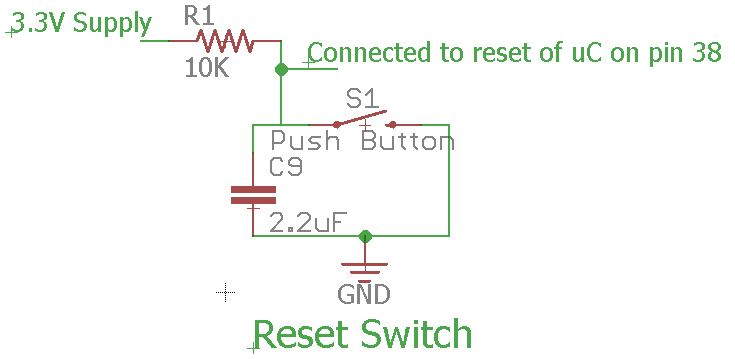 R1
3.3V Supply
10K
Connected to reset of uC on pin 38
S1
Push Button
C9
2.2uF
GND
Reset Switch